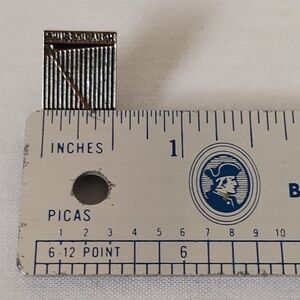 INCHES
1
B
PICAS
1 2 3 4 5 6 7 8 9 10
6-12 POINT
6